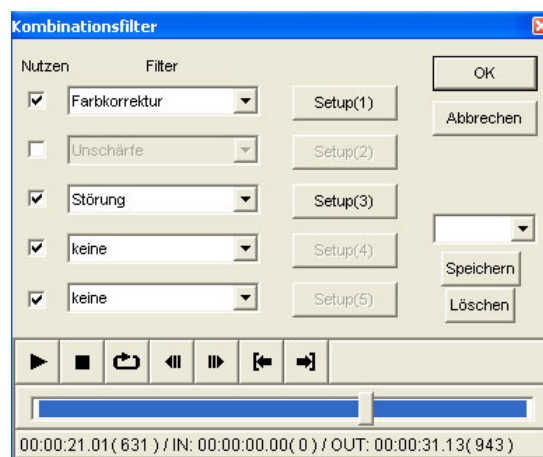 Kombinationsfilter
Nutzen Filter
OK
Farbkorrektur Setup(1)
Abbrechen
Unschärfe Setup(2)
Störung Setup(3)
keine Setup(4)
Speichern
keine Setup(5)
Löschen
00:00:21.01( 631 ) / IN: 00:00:00.00( 0 ) / OUT: 00:00:31.13( 943 )